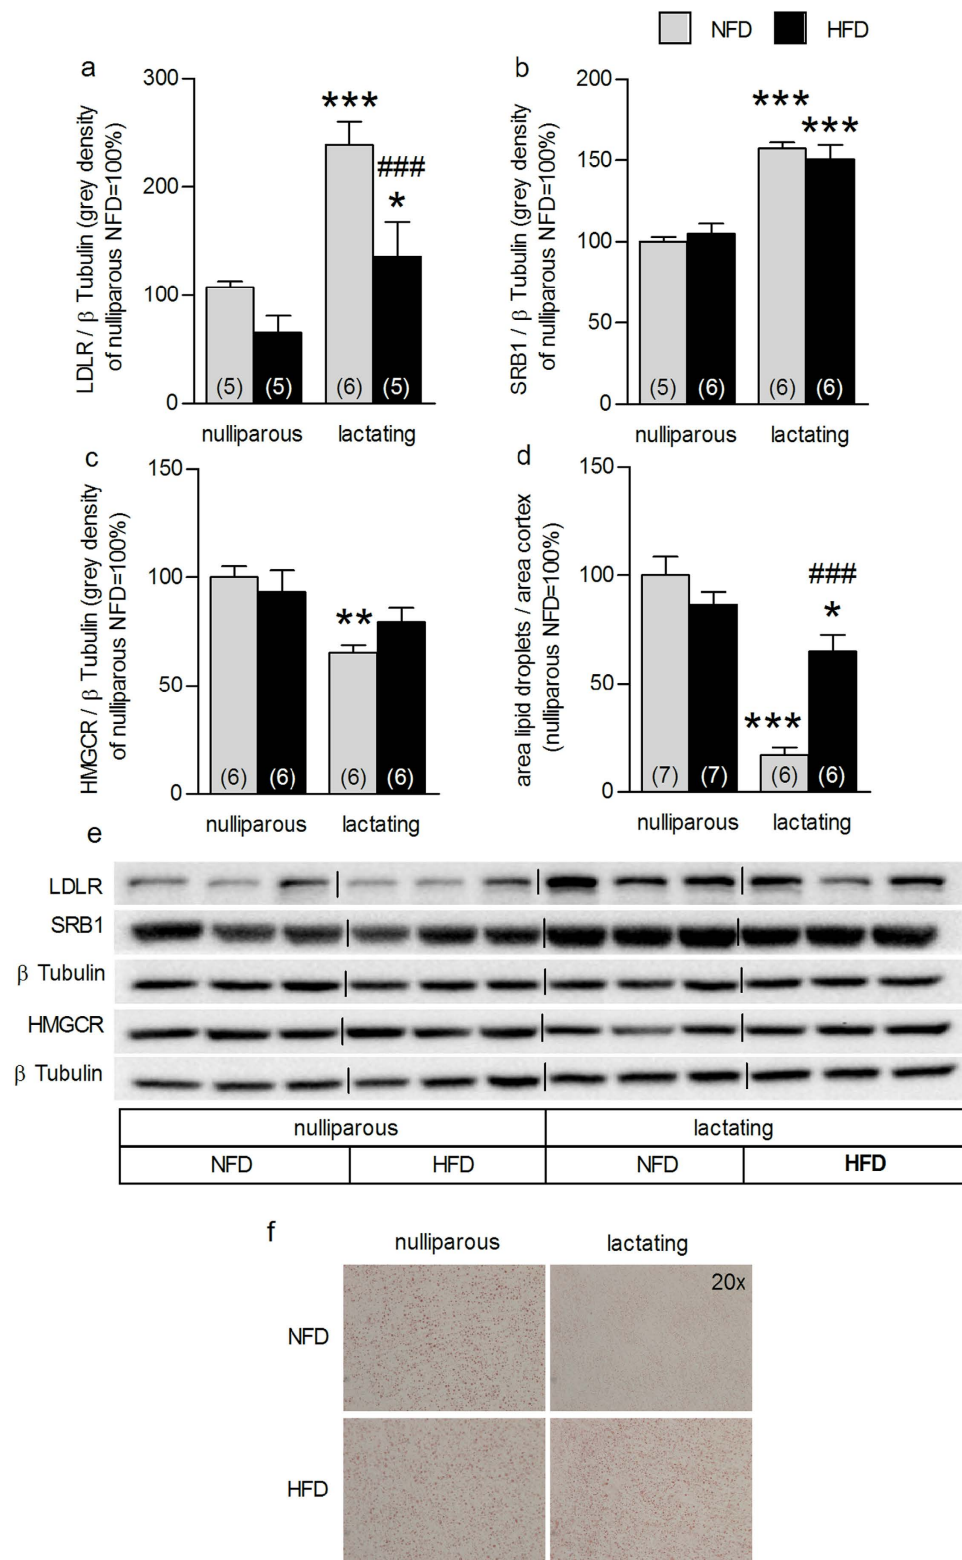 NFD HFD
a
LDLR / β Tubulin (grey density
of nulliparous NFD=100%)
300
200
100
0
***
###
*
(5) (5) (6) (5)
nulliparous lactating
b
SRB1 / β Tubulin (grey density
of nulliparous NFD=100%)
200
150
100
50
0
***
***
(5) (6) (6) (6)
nulliparous lactating
c
HMGCR / β Tubulin (grey density
of nulliparous NFD=100%)
150
100
50
0
**
(6) (6) (6) (6)
nulliparous lactating
d
area lipid droplets / area cortex
(nulliparous NFD=100%)
150
100
50
0
###
*
***
(7) (7) (6) (6)
nulliparous lactating
e
LDLR
SRB1
β Tubulin
HMGCR
β Tubulin
nulliparous lactating
NFD HFD NFD HFD
f
nulliparous lactating
20x
NFD
HFD